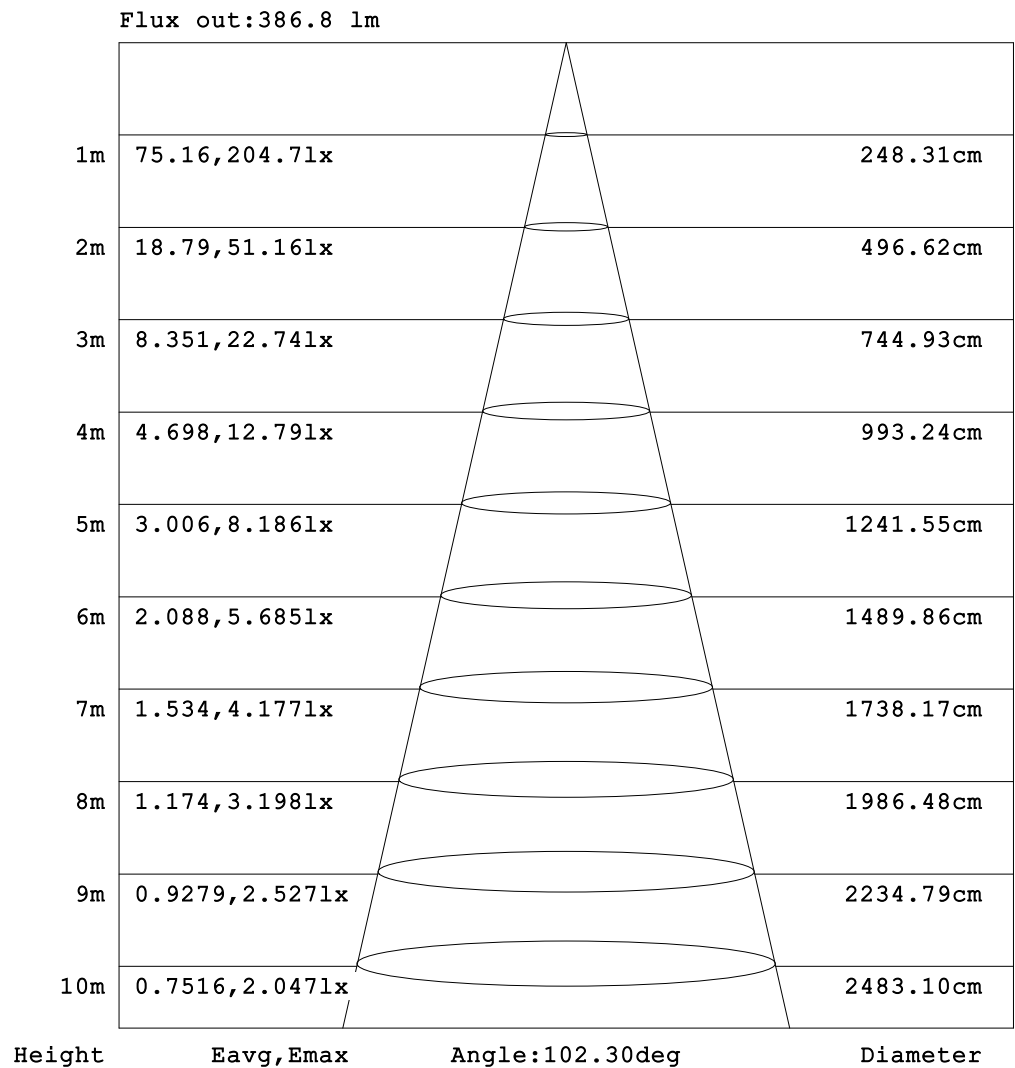 Flux out:386.8 lm
1m 75.16,204.7lx 248.31cm
2m 18.79,51.16lx 496.62cm
3m 8.351,22.74lx 744.93cm
4m 4.698,12.79lx 993.24cm
5m 3.006,8.186lx 1241.55cm
6m 2.088,5.685lx 1489.86cm
7m 1.534,4.177lx 1738.17cm
8m 1.174,3.198lx 1986.48cm
9m 0.9279,2.527lx 2234.79cm
10m 0.7516,2.047lx 2483.10cm
Height Eavg,Emax Angle:102.30deg Diameter